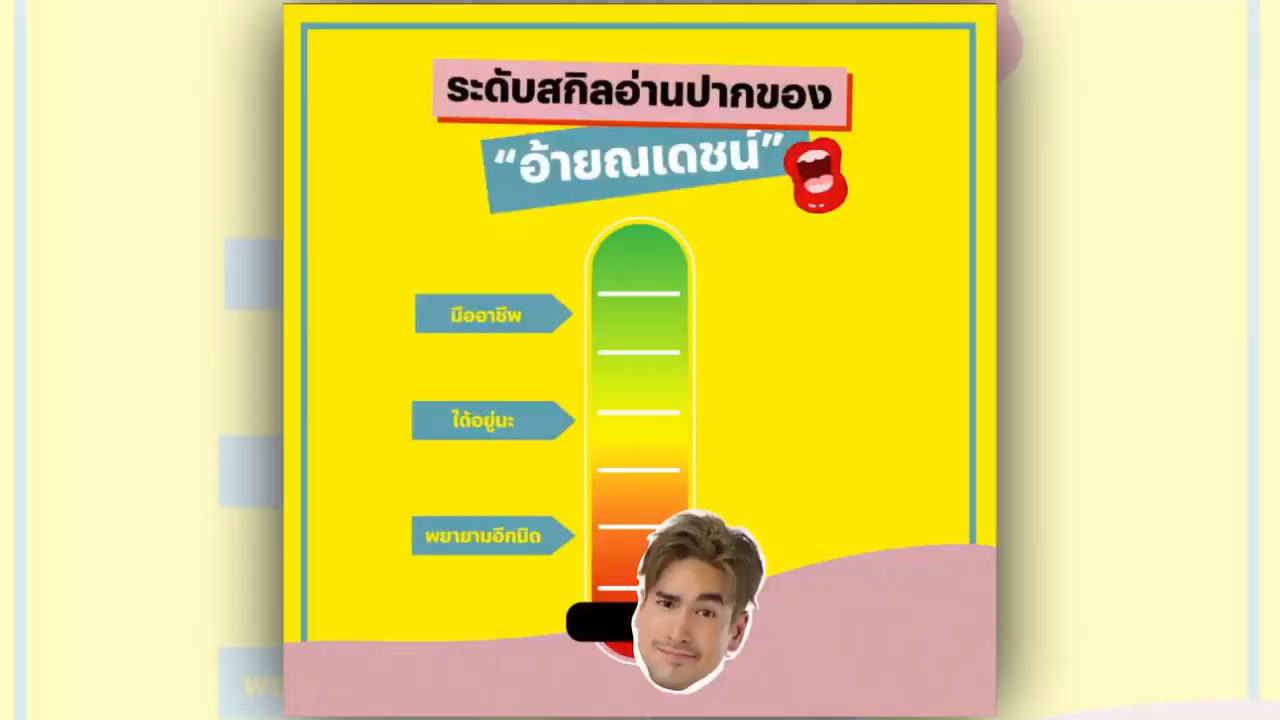 ระดับสกิลอ่านปากของ
“อ้ายณเดชน์”
มืออาชีพ
ได้อยู่นะ
พยายามอีกนิด